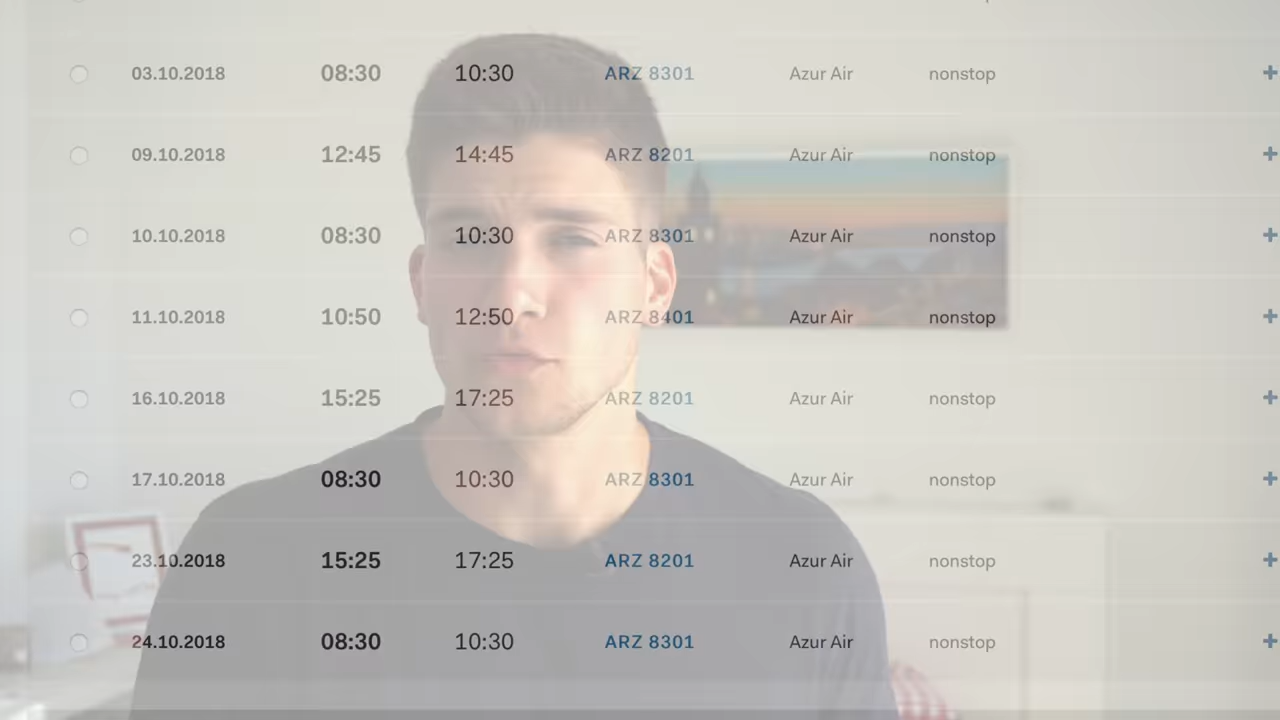 03.10.2018 08:30 10:30 ARZ 8301 Azur Air nonstop +
09.10.2018 12:45 14:45 ARZ 8201 Azur Air nonstop +
10.10.2018 08:30 10:30 ARZ 8301 Azur Air nonstop +
11.10.2018 10:50 12:50 ARZ 8401 Azur Air nonstop +
16.10.2018 15:25 17:25 ARZ 8201 Azur Air nonstop +
17.10.2018 08:30 10:30 ARZ 8301 Azur Air nonstop +
23.10.2018 15:25 17:25 ARZ 8201 Azur Air nonstop +
24.10.2018 08:30 10:30 ARZ 8301 Azur Air nonstop +